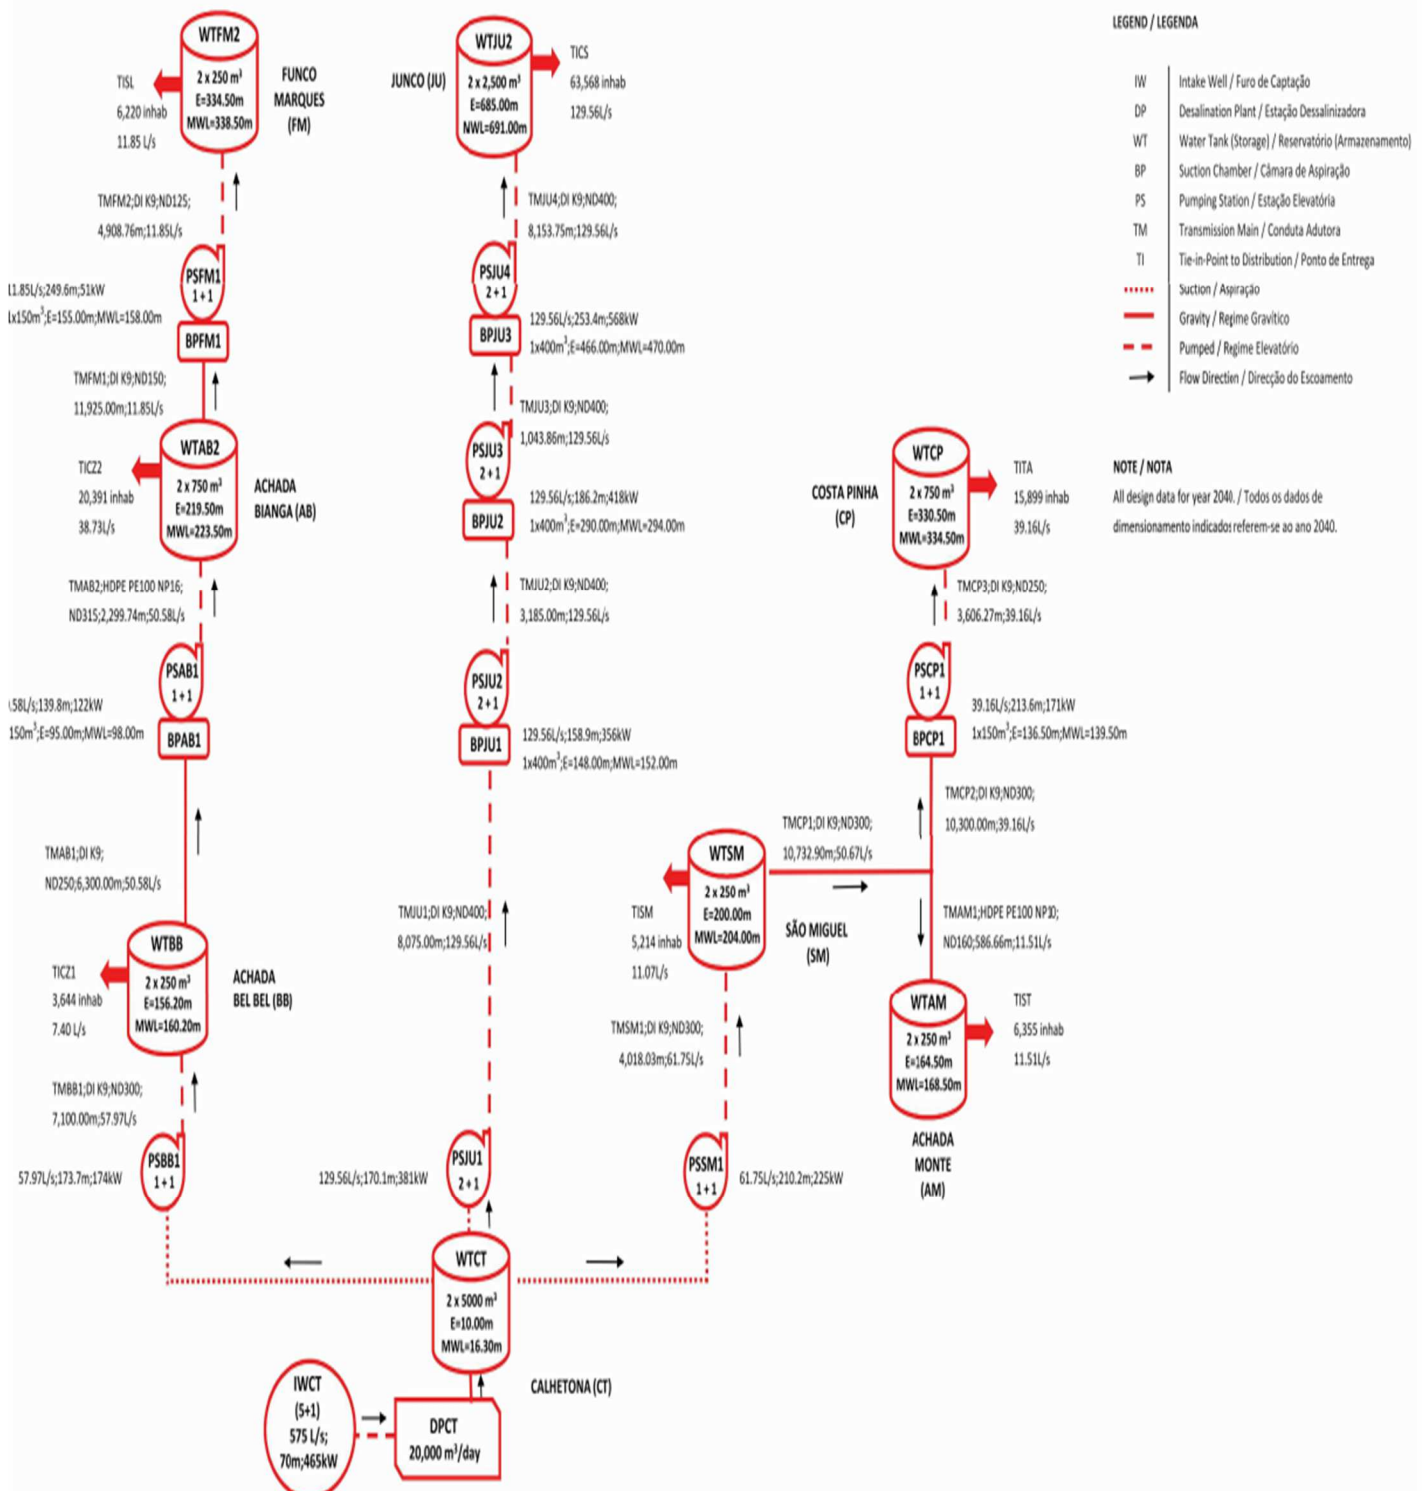 WTFM2
2 x 250 m³
E=334.50m
MWL=338.50m
TISL
6,220 inhab
11.85 L/s
FUNCO
MARQUES
(FM)
TMFM2;DI K9;ND125;
4,908.76m;11.85L/s
PSFM1
1+1
11.85L/s;249.6m;51kW
1x150m³;E=155.00m;MWL=158.00m
BPFM1
TMFM1;DI K9;ND150;
11,925.00m;11.85L/s
WTAB2
2 x 750 m³
E=219.50m
MWL=223.50m
TICZ2
20,391 inhab
38.73L/s
ACHADA
BIANGA (AB)
TMAB2;HDPE PE100 NP16;
ND315;2,299.74m;50.58L/s
PSAB1
1+1
.58L/s;139.8m;122kW
150m³;E=95.00m;MWL=98.00m
BPAB1
TMAB1;DI K9;
ND250;6,300.00m;50.58L/s
WTBB
2 x 250 m³
E=156.20m
MWL=160.20m
TICZ1
3,644 inhab
7.40 L/s
ACHADA
BEL BEL (BB)
TMBB1;DI K9;ND300;
7,100.00m;57.97L/s
PSBB1
1+1
57.97L/s;173.7m;174kW
JUNCO (JU)
WTJU2
2 x 2,500 m³
E=685.00m
NWL=691.00m
TICS
63,568 inhab
129.56L/s
TMJU4;DI K9;ND400;
8,153.75m;129.56L/s
PSJU4
2+1
129.56L/s;253.4m;568kW
1x400m³;E=466.00m;MWL=470.00m
BPJU3
TMJU3;DI K9;ND400;
1,043.86m;129.56L/s
PSJU3
2+1
129.56L/s;186.2m;418kW
1x400m³;E=290.00m;MWL=294.00m
BPJU2
TMJU2;DI K9;ND400;
3,185.00m;129.56L/s
PSJU2
2+1
129.56L/s;158.9m;356kW
1x400m³;E=148.00m;MWL=152.00m
BPJU1
TMJU1;DI K9;ND400;
8,075.00m;129.56L/s
PSJU1
2+1
129.56L/s;170.1m;381kW
WTCT
2 x 5000 m³
E=10.00m
MWL=16.30m
CALHETONA (CT)
IWCT
(5+1)
575 L/s;
70m;465kW
DPCT
20,000 m³/day
WTSM
2 x 250 m³
E=200.00m
MWL=204.00m
TISM
5,214 inhab
11.07L/s
SÃO MIGUEL
(SM)
TMSM1;DI K9;ND300;
4,018.03m;61.75L/s
PSSM1
1+1
61.75L/s;210.2m;225kW
TMCP1;DI K9;ND300;
10,732.90m;50.67L/s
COSTA PINHA
(CP)
WTCP
2 x 750 m³
E=330.50m
MWL=334.50m
TITA
15,899 inhab
39.16L/s
TMCP3;DI K9;ND250;
3,606.27m;39.16L/s
PSCP1
1+1
39.16L/s;213.6m;171kW
1x150m³;E=136.50m;MWL=139.50m
BPCP1
TMCP2;DI K9;ND300;
10,300.00m;39.16L/s
TMAM1;HDPE PE100 NP10;
ND160;586.66m;11.51L/s
WTAM
2 x 250 m³
E=164.50m
MWL=168.50m
TIST
6,355 inhab
11.51L/s
ACHADA
MONTE
(AM)
LEGEND / LEGENDA
IW Intake Well / Furo de Captação
DP Desalination Plant / Estação Dessalinizadora
WT Water Tank (Storage) / Reservatório (Armazenamento)
BP Suction Chamber / Câmara de Aspiração
PS Pumping Station / Estação Elevatória
TM Transmission Main / Conduta Adutora
TI Tie-in-Point to Distribution / Ponto de Entrega
Suction / Aspiração
Gravity / Regime Gravítico
Pumped / Regime Elevatório
Flow Direction / Direcção do Escoamento
NOTE / NOTA
All design data for year 2040. / Todos os dados de
dimensionamento indicados referem-se ao ano 2040.